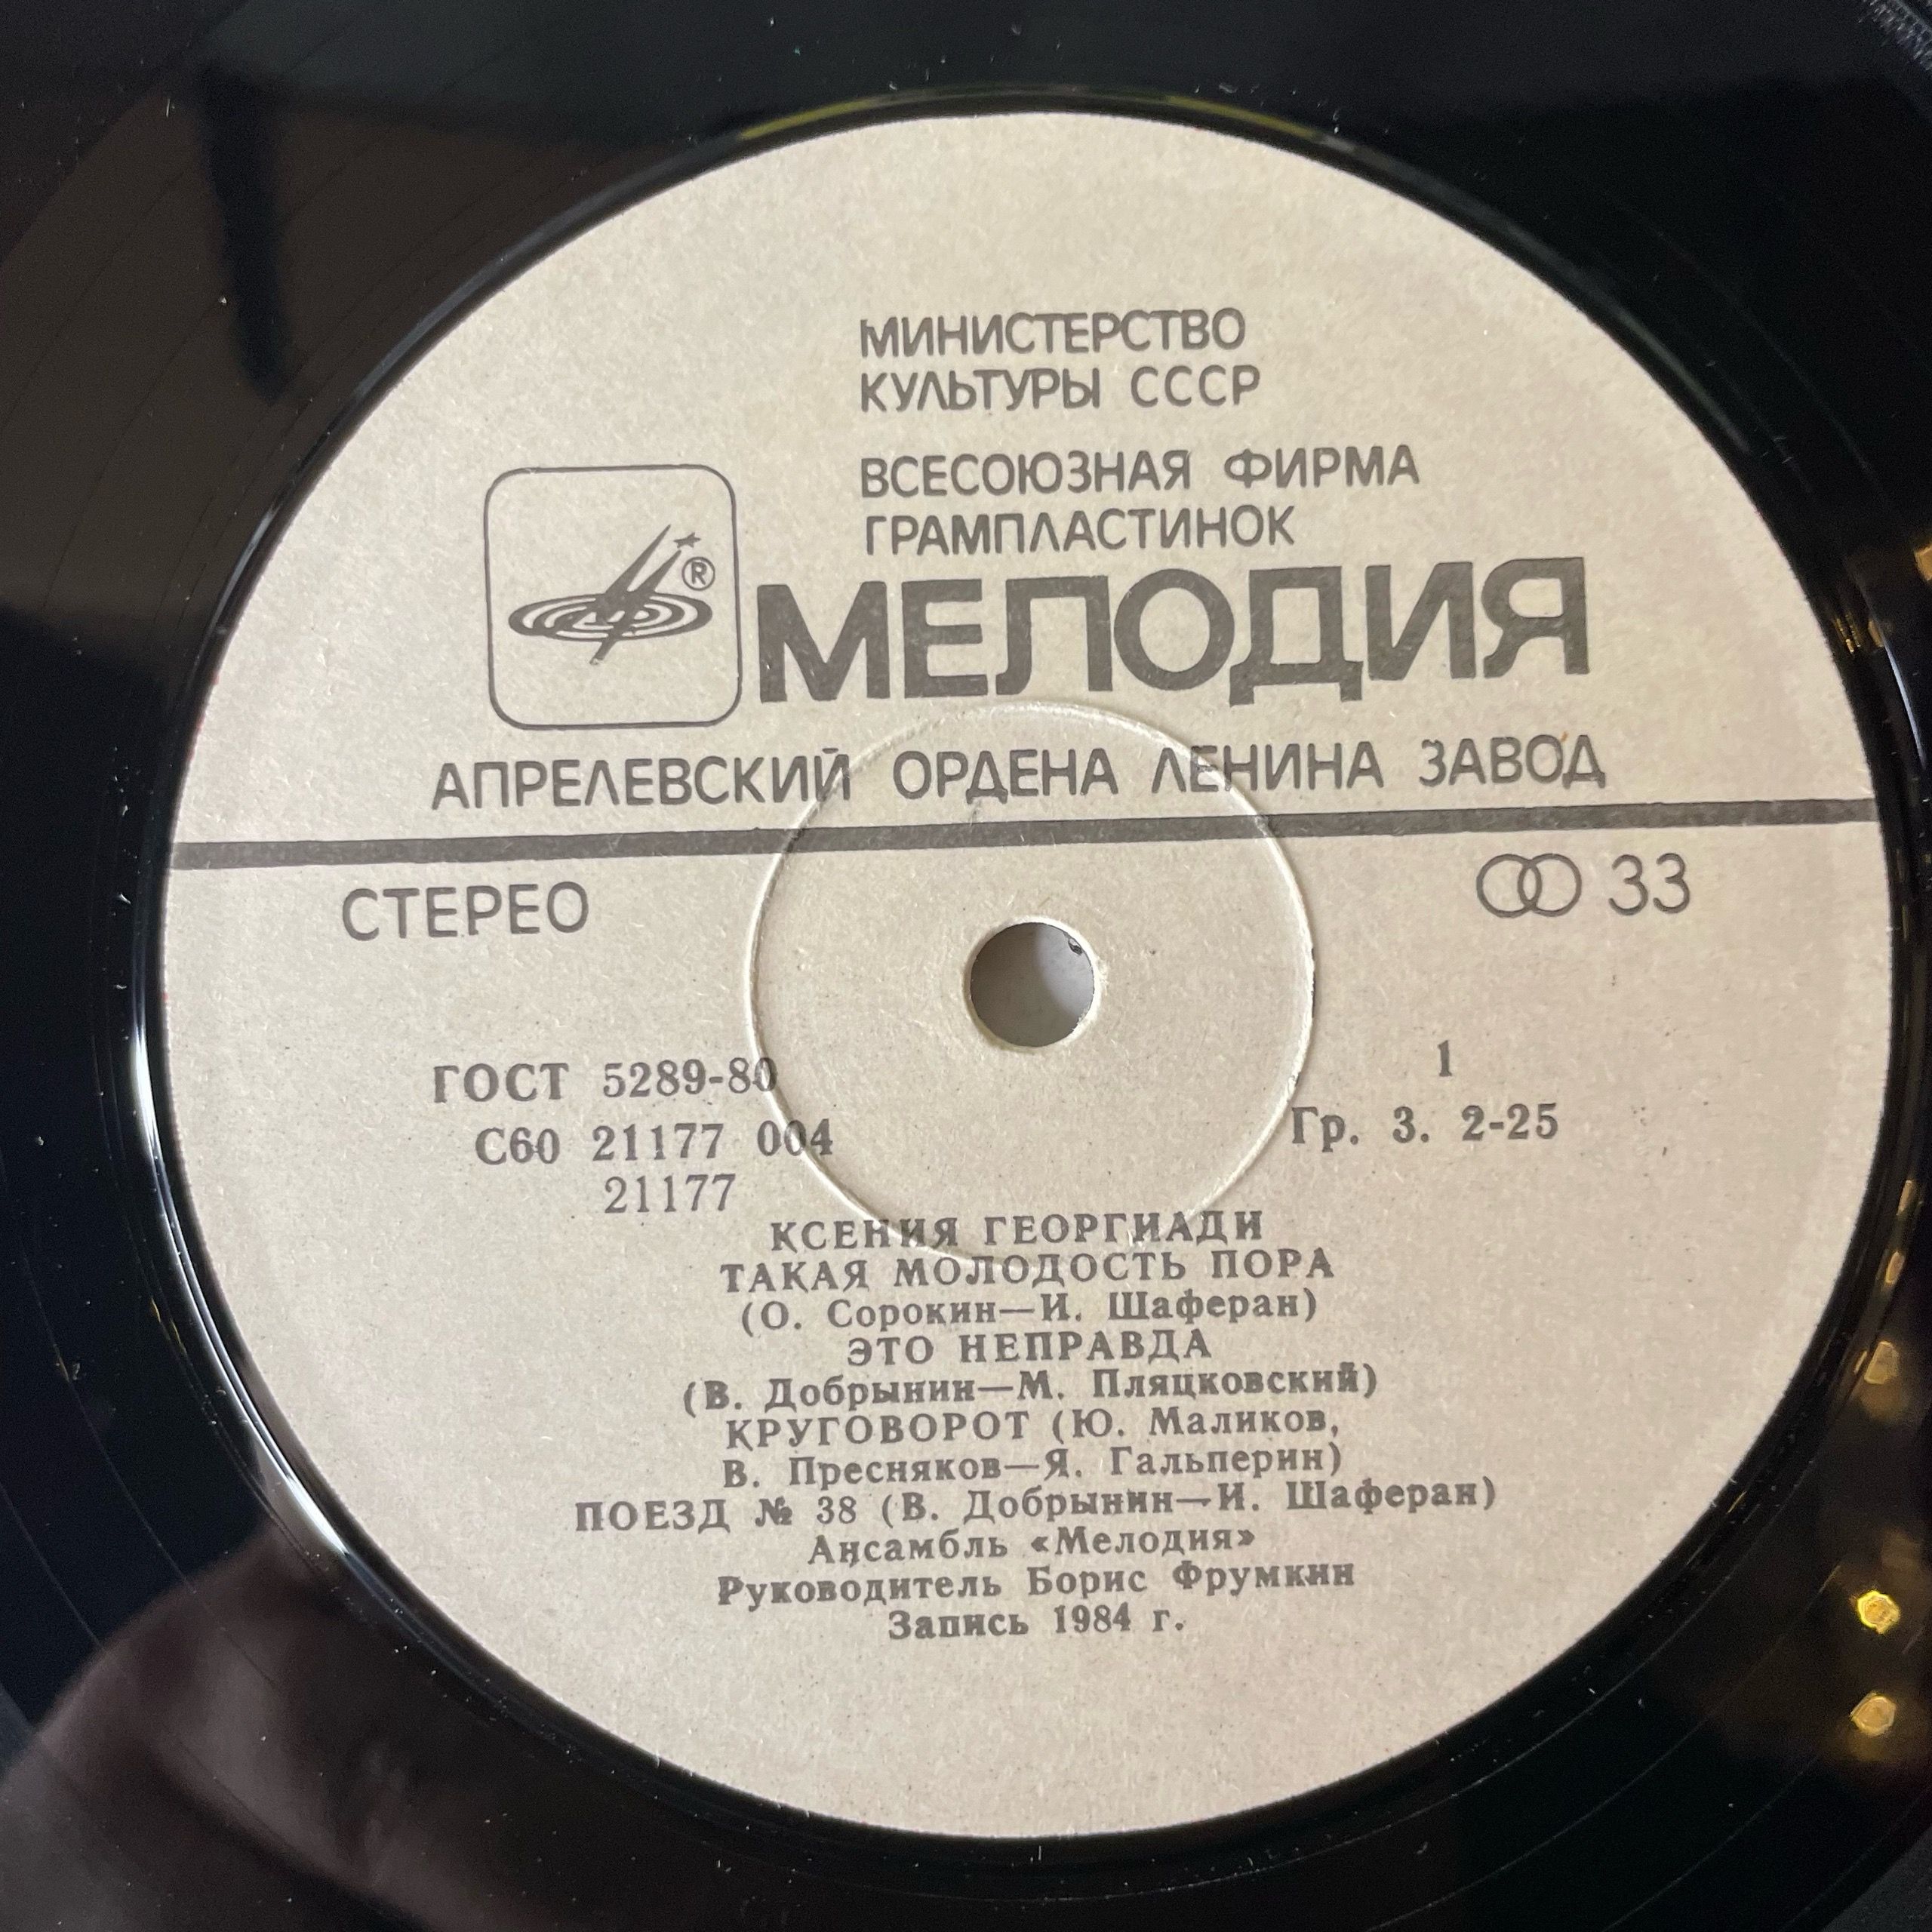 МИНИСТЕРСТВО
КУЛЬТУРЫ СССР
ВСЕСОЮЗНАЯ ФИРМА
ГРАМПЛАСТИНОК
®
МЕЛОДИЯ
АПРЕЛЕВСКИЙ ОРДЕНА ЛЕНИНА ЗАВОД
СТЕРЕО
33
ГОСТ 5289-80
С60 21177 004
21177
1
Гр. 3. 2-25
КСЕНИЯ ГЕОРГИАДИ
ТАКАЯ МОЛОДОСТЬ ПОРА
(О. Сорокин—И. Шаферан)
ЭТО НЕПРАВДА
(В. Добрынин—М. Пляцковский)
КРУГОВОРОТ (Ю. Маликов,
В. Пресняков—Я. Гальперин)
ПОЕЗД № 38 (В. Добрынин—И. Шаферан)
Ансамбль «Мелодия»
Руководитель Борис Фрумкин
Запись 1984 г.